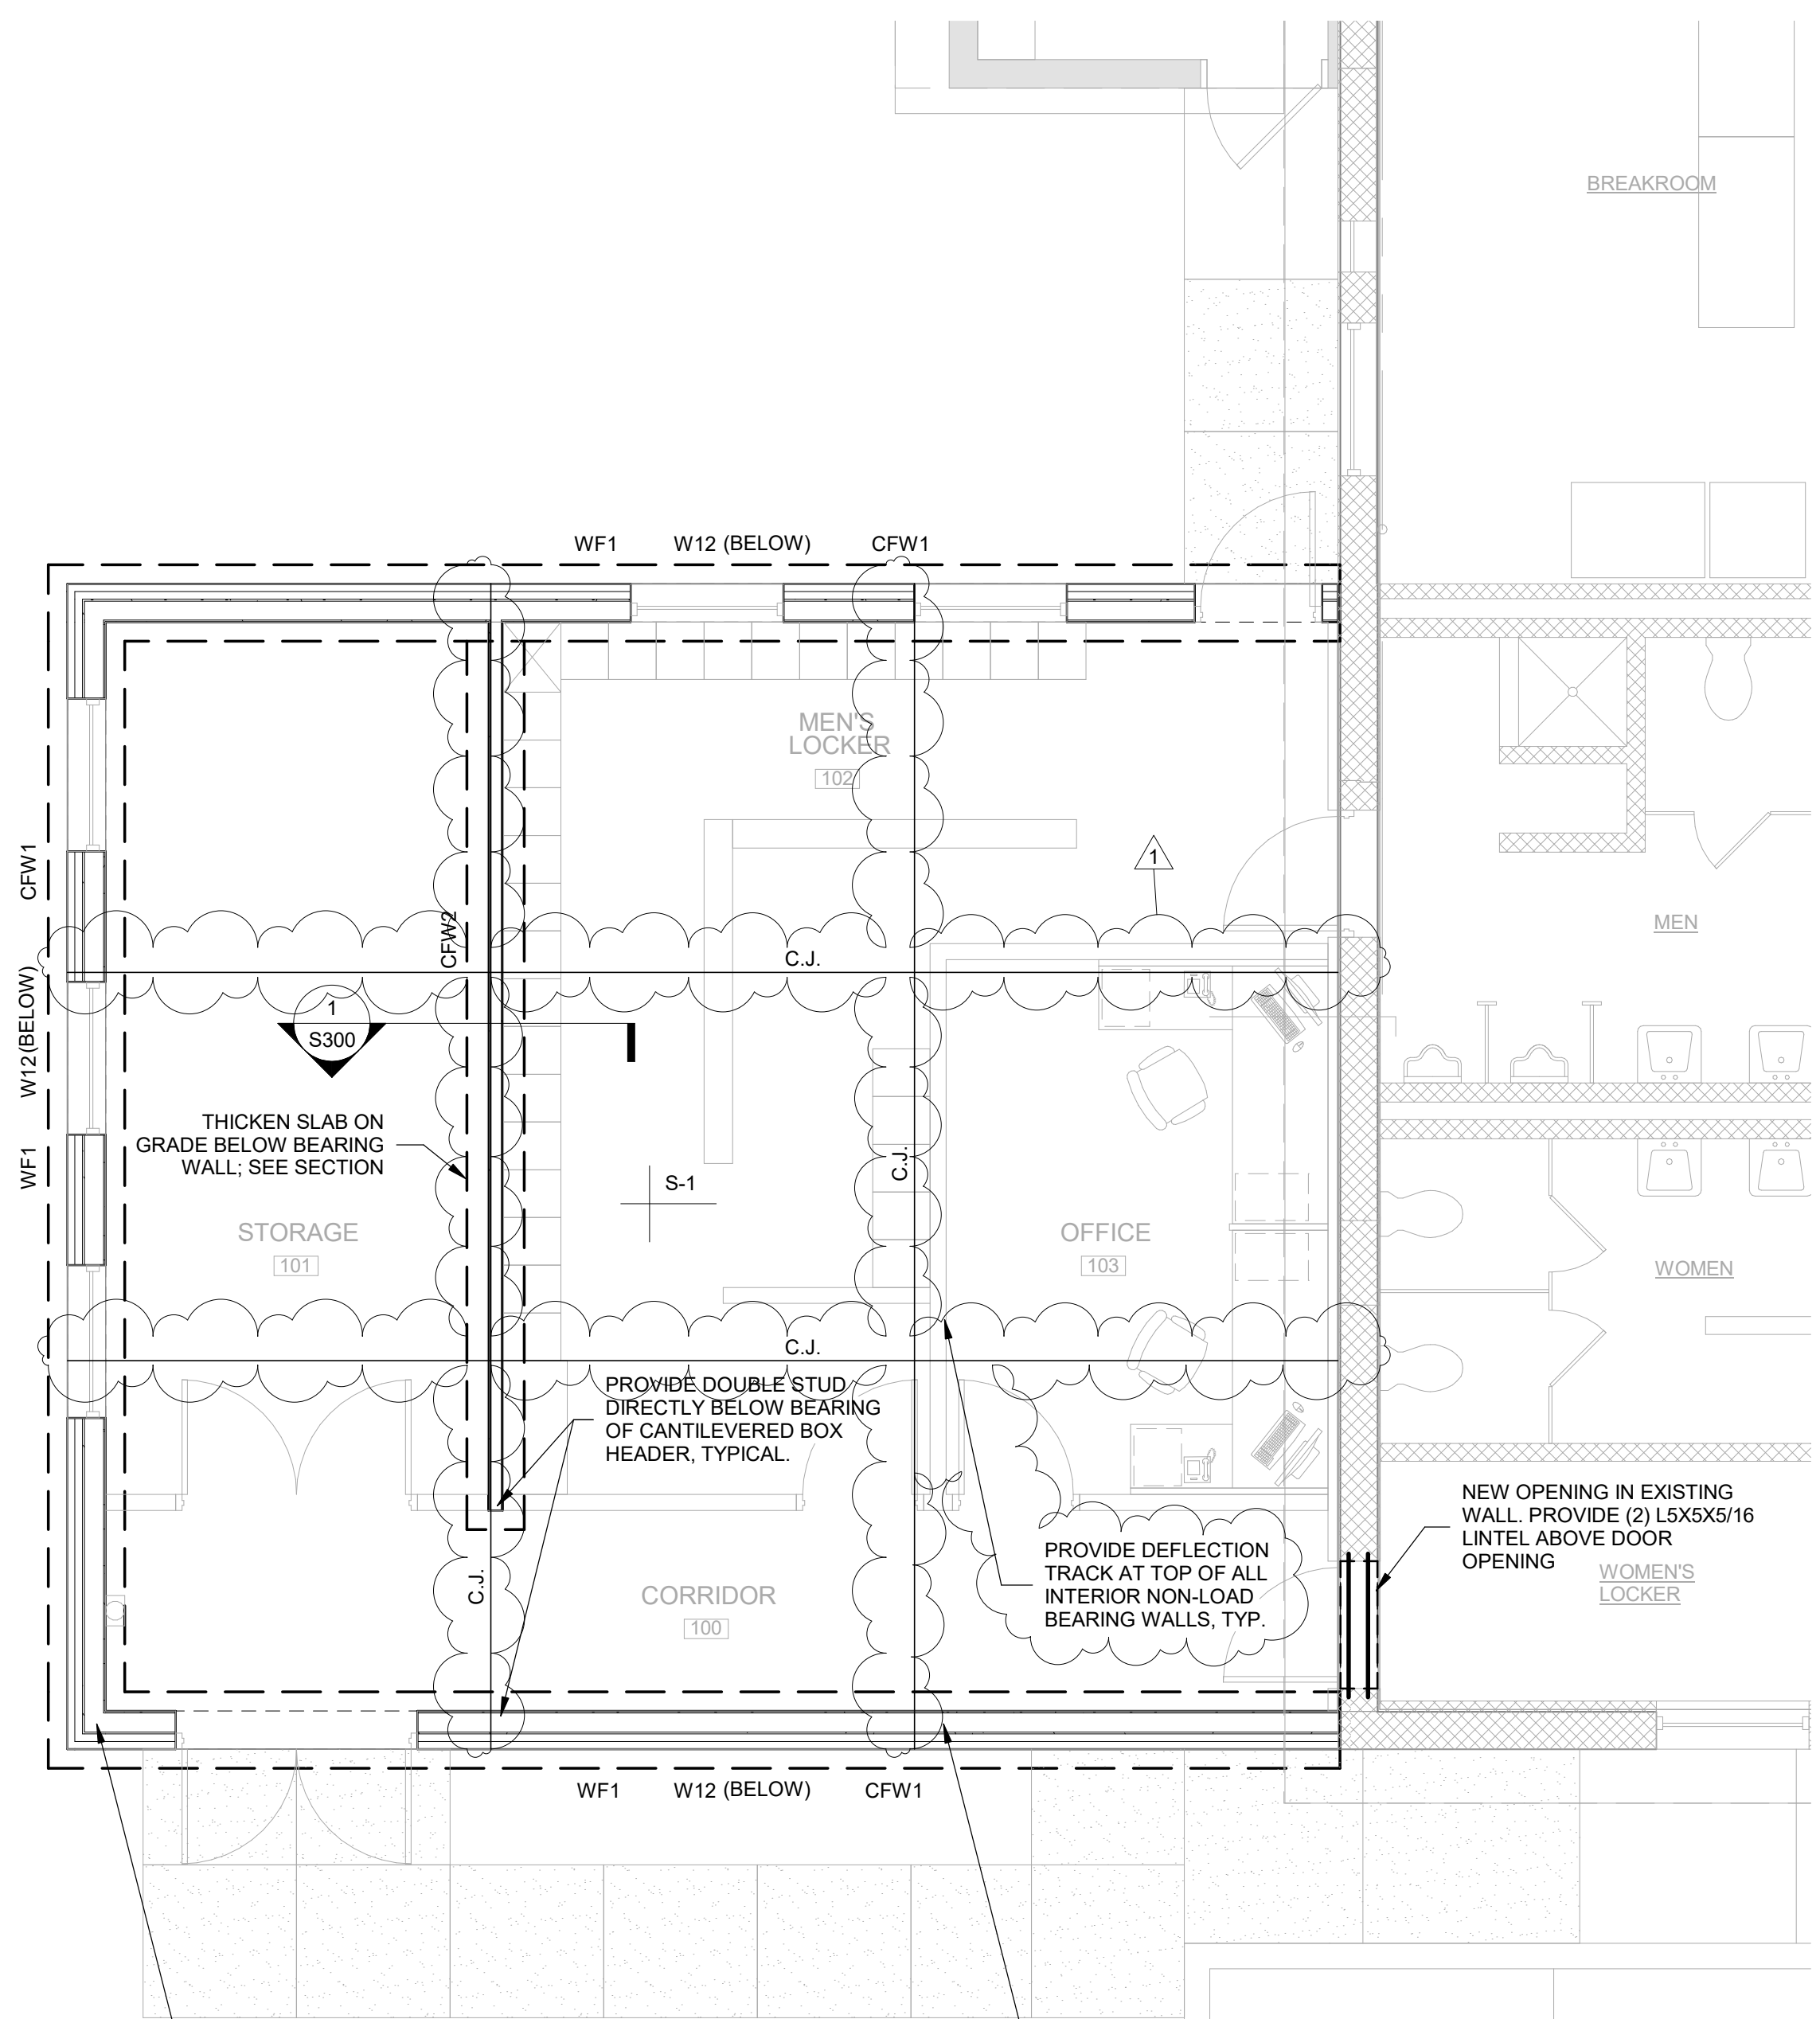 BREAKROOM
WF1
W12 (BELOW)
CFW1
MEN'S
LOCKER
102
1
CFW1
CFW2
MEN
C.J.
W12 (BELOW)
1
S300
THICKEN SLAB ON
GRADE BELOW BEARING
WALL; SEE SECTION
WF1
C.J.
S-1
STORAGE
101
OFFICE
103
WOMEN
C.J.
PROVIDE DOUBLE STUD
DIRECTLY BELOW BEARING
OF CANTILEVERED BOX
HEADER, TYPICAL.
NEW OPENING IN EXISTING
WALL. PROVIDE (2) L5X5X5/16
LINTEL ABOVE DOOR
OPENING
PROVIDE DEFLECTION
TRACK AT TOP OF ALL
INTERIOR NON-LOAD
BEARING WALLS, TYP.
WOMEN'S
LOCKER
C.J.
CORRIDOR
100
WF1
W12 (BELOW)
CFW1